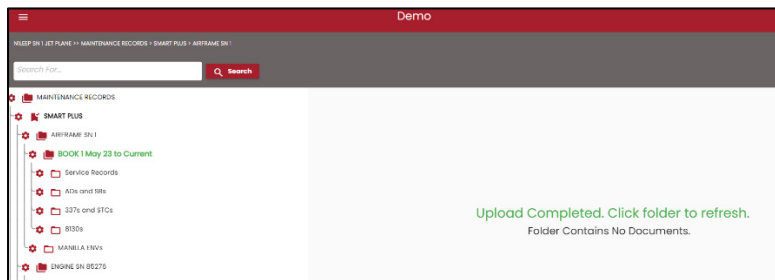 Demo
NILEEP SN 1 JET PLANE >> MAINTENANCE RECORDS > SMART PLUS > AIRFRAME SN 1
Search For...
Search
MAINTENANCE RECORDS
SMART PLUS
AIRFRAME SN 1
BOOK 1 May 23 to Current
Service Records
ADs and SBs
337s and STCs
8130s
MANILLA ENVs
ENGINE SN 85276
Upload Completed. Click folder to refresh.
Folder Contains No Documents.